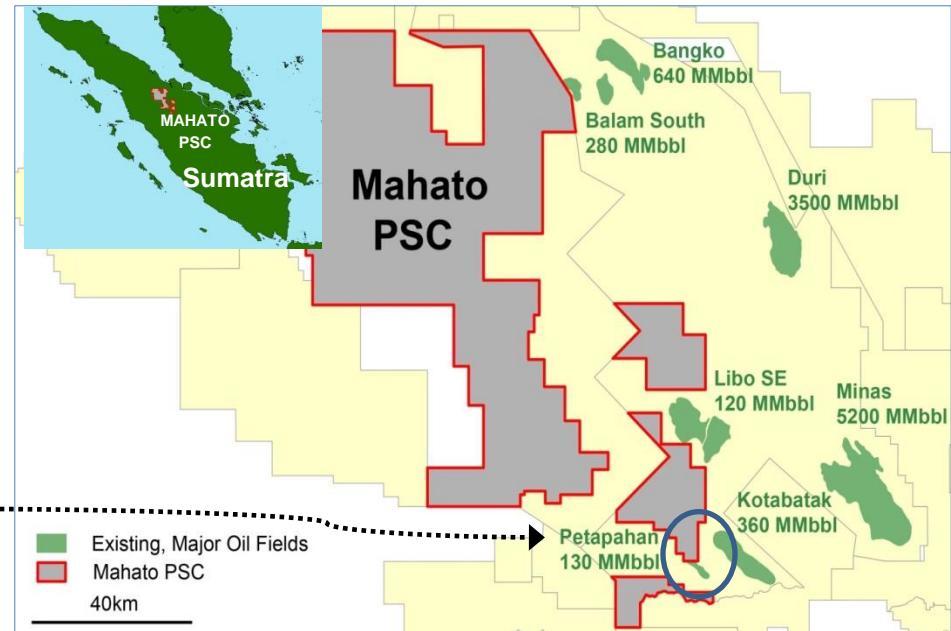 MAHATO
PSC
Sumatra
Mahato
PSC
Bangko
640 MMbbl
Balam South
280 MMbbl
Duri
3500 MMbbl
Libo SE
120 MMbbl
Minas
5200 MMbbl
Kotabatak
360 MMbbl
Petapahan
130 MMbbl
Existing, Major Oil Fields
Mahato PSC
40km